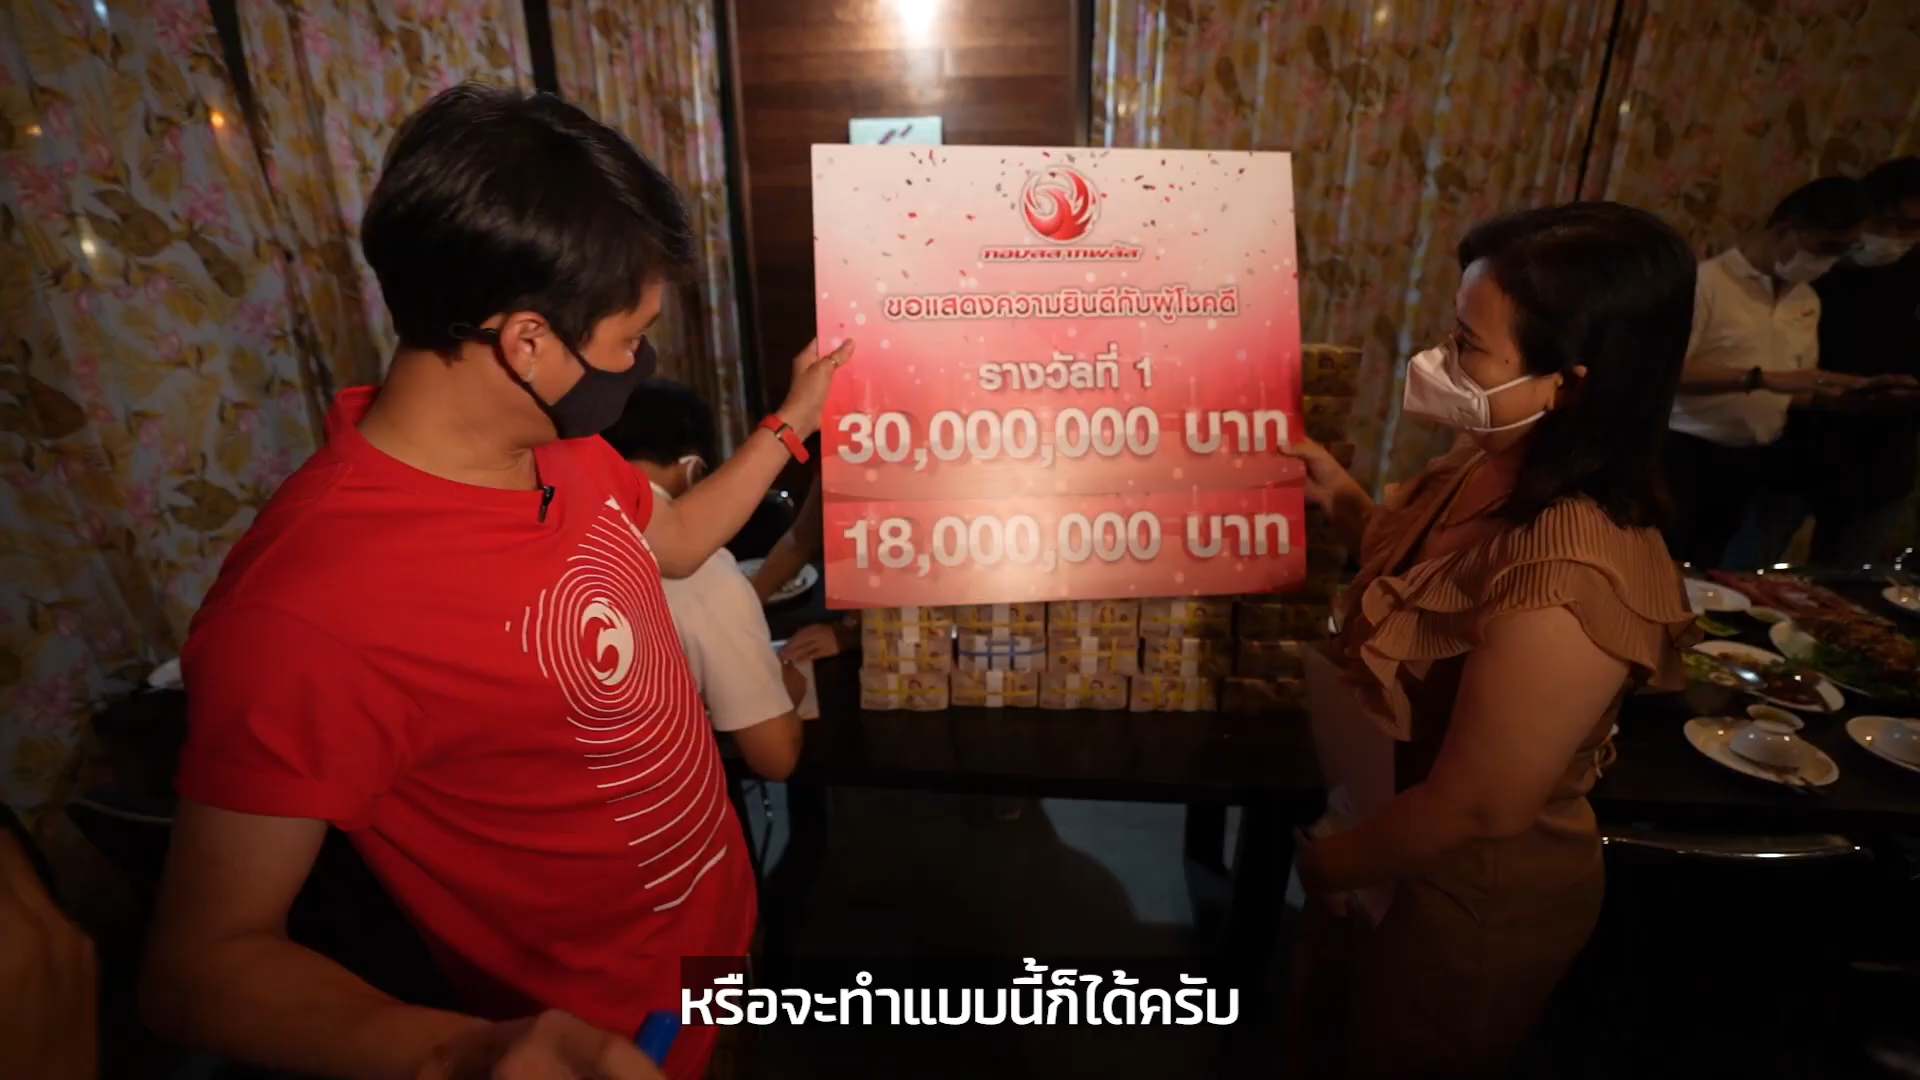 กองสลากพลัส
ขอแสดงความยินดีกับผู้โชคดี
รางวัลที่ 1
30,000,000 บาท
18,000,000 บาท
หรือจะทำแบบนี้ก็ได้ครับ